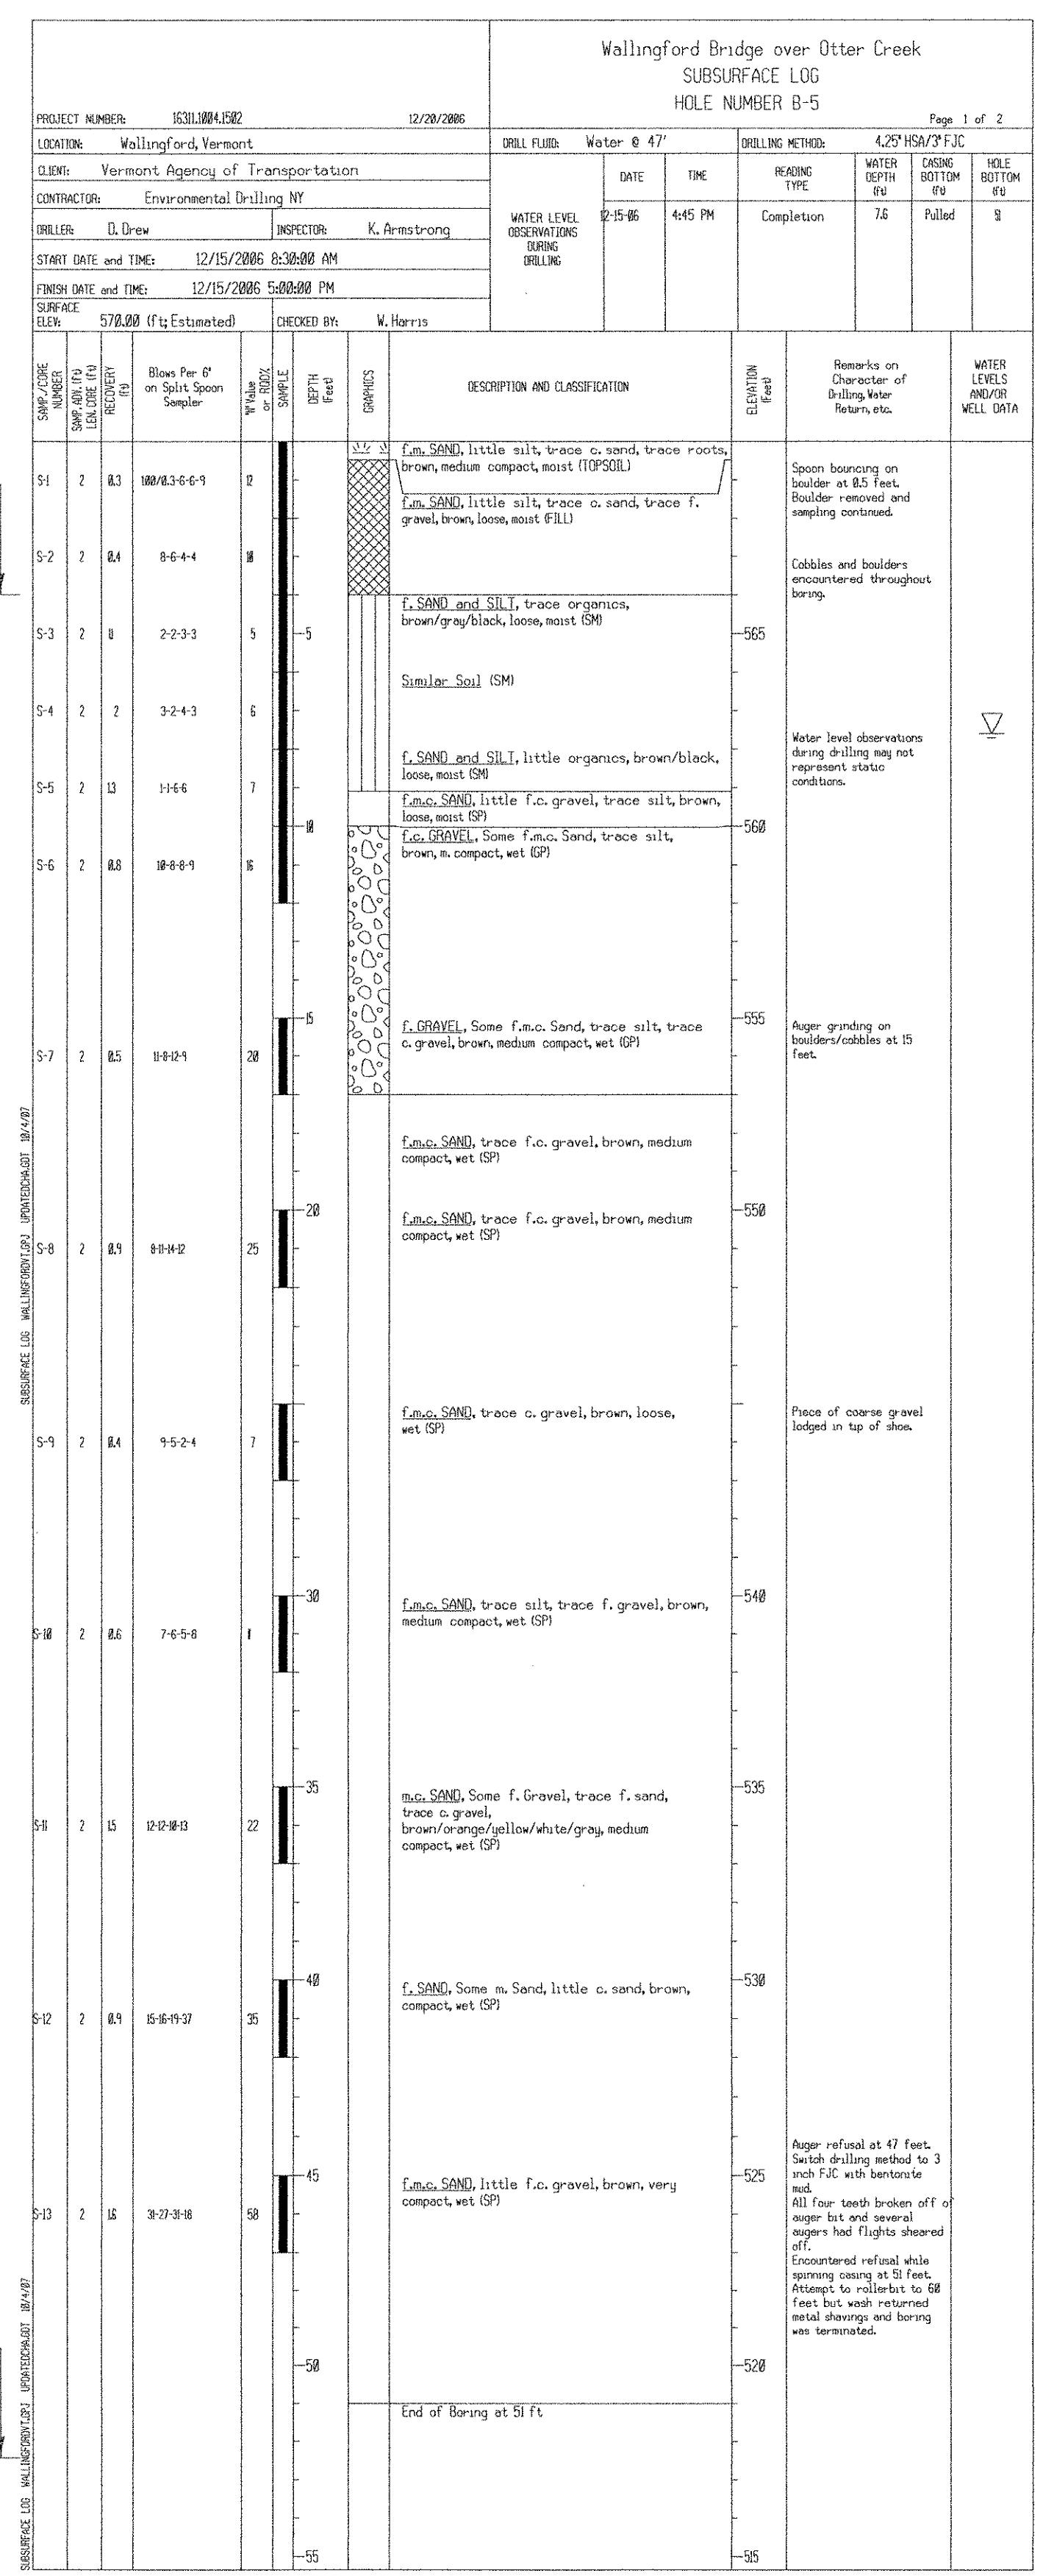 Wallingford Bridge over Otter Creek
SUBSURFACE LOG
HOLE NUMBER B-5
PROJECT NUMBER: 16311.1004.1502 12/20/2006
Page 1 of 2
LOCATION: Wallingford, Vermont
DRILL FLUID: Water @ 47'
DRILLING METHOD: 4.25" HSA/3" FJC
CLIENT: Vermont Agency of Transportation
CONTRACTOR: Environmental Drilling NY
DRILLER: D. Drew INSPECTOR: K. Armstrong
START DATE and TIME: 12/15/2006 8:30:00 AM
FINISH DATE and TIME: 12/15/2006 5:00:00 PM
SURFACE
ELEV: 570.00 (ft; Estimated) CHECKED BY: W. Harris
WATER LEVEL
OBSERVATIONS
DURING
DRILLING
DATE TIME READING
TYPE WATER
DEPTH
(ft) CASING
BOTTOM
(ft) HOLE
BOTTOM
(ft)
12-15-06 4:45 PM Completion 7.6 Pulled 51
SAMP./CORE
NUMBER
SAMP. ADV. (ft)
LEN. CORE (ft)
RECOVERY
(ft)
Blows Per 6"
on Split Spoon
Sampler
"N" Value
or RQD%
SAMPLE
DEPTH
(Feet)
GRAPHICS
DESCRIPTION AND CLASSIFICATION
ELEVATION
(Feet)
Remarks on
Character of
Drilling, Water
Return, etc.
WATER
LEVELS
AND/OR
WELL DATA
f.m. SAND, little silt, trace c. sand, trace roots,
brown, medium compact, moist (TOPSOIL)
S-1 2 0.3 100/0.3-6-6-9 12
f.m. SAND, little silt, trace c. sand, trace f.
gravel, brown, loose, moist (FILL)
Spoon bouncing on
boulder at 0.5 feet.
Boulder removed and
sampling continued.
S-2 2 0.4 8-6-4-4 10
Cobbles and boulders
encountered throughout
boring.
f. SAND and SILT, trace organics,
brown/gray/black, loose, moist (SM)
S-3 2 1.1 2-2-3-3 5
5
565
Similar Soil (SM)
S-4 2 2 3-2-4-3 6
Water level observations
during drilling may not
represent static
conditions.
f. SAND and SILT, little organics, brown/black,
loose, moist (SM)
S-5 2 1.3 1-1-6-6 7
f.m.c. SAND, little f.c. gravel, trace silt, brown,
loose, moist (SP)
10
560
f.c. GRAVEL, Some f.m.c. Sand, trace silt,
brown, m. compact, wet (GP)
S-6 2 0.8 10-8-8-9 16
15
555
f. GRAVEL, Some f.m.c. Sand, trace silt, trace
c. gravel, brown, medium compact, wet (GP)
Auger grinding on
boulders/cobbles at 15
feet.
S-7 2 0.5 11-8-12-9 20
f.m.c. SAND, trace f.c. gravel, brown, medium
compact, wet (SP)
20
550
f.m.c. SAND, trace f.c. gravel, brown, medium
compact, wet (SP)
S-8 2 0.9 8-11-14-12 25
f.m.c. SAND, trace c. gravel, brown, loose,
wet (SP)
Piece of coarse gravel
lodged in tip of shoe.
S-9 2 0.4 9-5-2-4 7
30
540
f.m.c. SAND, trace silt, trace f. gravel, brown,
medium compact, wet (SP)
S-10 2 0.6 7-6-5-8
35
535
m.c. SAND, Some f. Gravel, trace f. sand,
trace c. gravel,
brown/orange/yellow/white/gray, medium
compact, wet (SP)
S-11 2 1.5 12-12-10-13 22
40
530
f. SAND, Some m. Sand, little c. sand, brown,
compact, wet (SP)
S-12 2 0.9 15-16-19-37 35
45
525
f.m.c. SAND, little f.c. gravel, brown, very
compact, wet (SP)
S-13 2 1.6 31-27-31-18 58
Auger refusal at 47 feet.
Switch drilling method to 3
inch FJC with bentonite
mud.
All four teeth broken off of
auger bit and several
augers had flights sheared
off.
Encountered refusal while
spinning casing at 51 feet.
Attempt to rollerbit to 60
feet but wash returned
metal shavings and boring
was terminated.
50
520
End of Boring at 51 ft
55
515
SUBSURFACE LOG WALLINGFORDVT.GPJ UPDATEDCHA.GDT 10/4/07
SUBSURFACE LOG WALLINGFORDVT.GPJ UPDATEDCHA.GDT 10/4/07